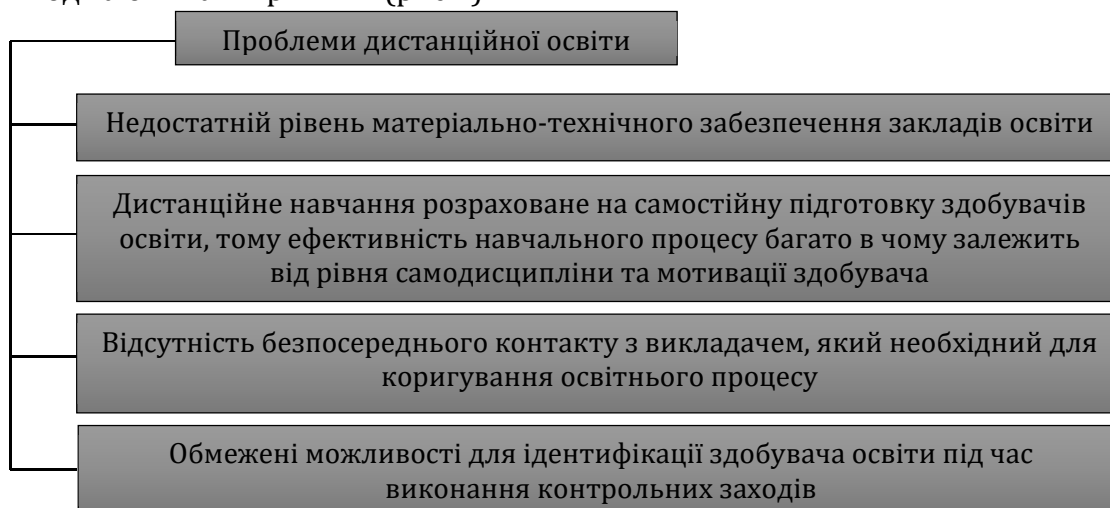 Проблеми дистанційної освіти
Недостатній рівень матеріально-технічного забезпечення закладів освіти
Дистанційне навчання розраховане на самостійну підготовку здобувачів
освіти, тому ефективність навчального процесу багато в чому залежить
від рівня самодисципліни та мотивації здобувача
Відсутність безпосереднього контакту з викладачем, який необхідний для
коригування освітнього процесу
Обмежені можливості для ідентифікації здобувача освіти під час
виконання контрольних заходів